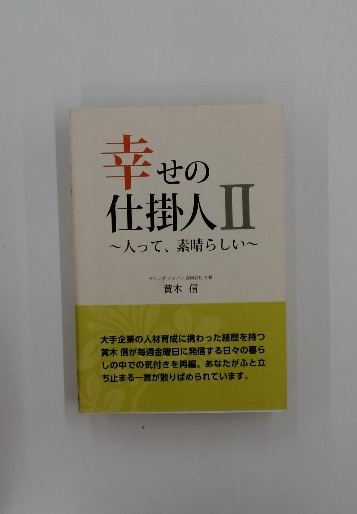 幸せの
仕掛人Ⅱ
～人って、素晴らしい～
黄木 信
大手企業の人材育成に携わった経歴を持つ
黄木 信が毎週金曜日に発信する日々の暮ら
しの中での気付きを再編。あなたがふと立
ち止まる一言が散りばめられています。